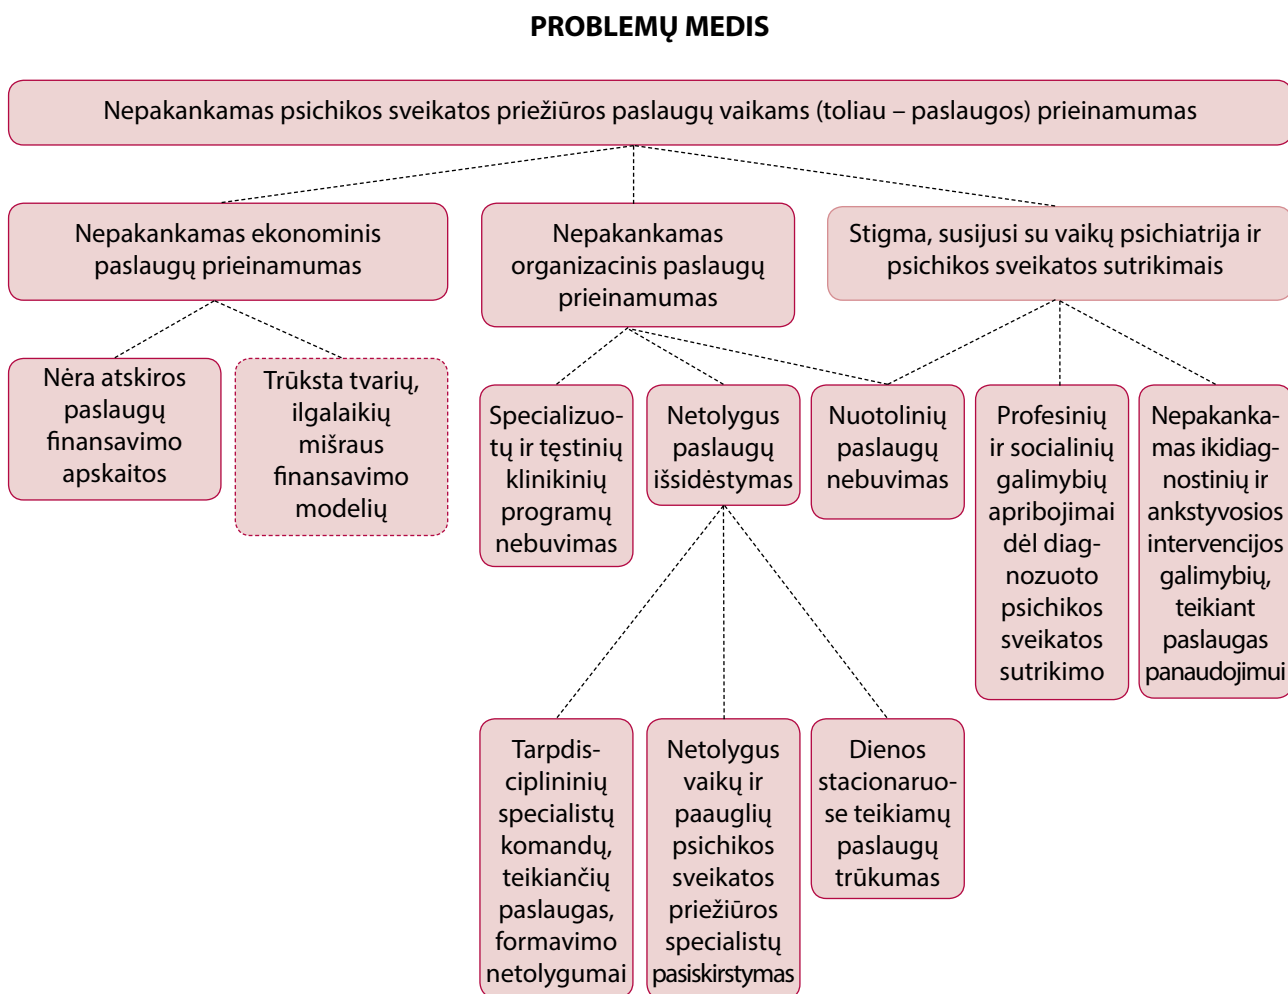 PROBLEMŲ MEDIS
Nepakankamas psichikos sveikatos priežiūros paslaugų vaikams (toliau – paslaugos) prieinamumas
Nepakankamas ekonominis
paslaugų prieinamumas
Nepakankamas
organizacinis paslaugų
prieinamumas
Stigma, susijusi su vaikų psichiatrija ir
psichikos sveikatos sutrikimais
Nėra atskiros
paslaugų
finansavimo
apskaitos
Trūksta tvarių,
ilgalaikių
mišraus
finansavimo
modelių
Specializuo-
tų ir tęstinių
klinikinių
programų
nebuvimas
Netolygus
paslaugų
išsidėstymas
Nuotolinių
paslaugų
nebuvimas
Profesinių
ir socialinių
galimybių
apribojimai
dėl diag-
nozuoto
psichikos
sveikatos
sutrikimo
Nepakanka-
mas ikidiag-
nostinių ir
ankstyvosios
intervencijos
galimybių,
teikiant
paslaugas
panaudojimui
Tarpdis-
ciplininių
specialistų
komandų,
teikiančių
paslaugas,
formavimo
netolygumai
Netolygus
vaikų ir
paauglių
psichikos
sveikatos
priežiūros
specialistų
pasiskirstymas
Dienos
stacionaruo-
se teikiamų
paslaugų
trūkumas